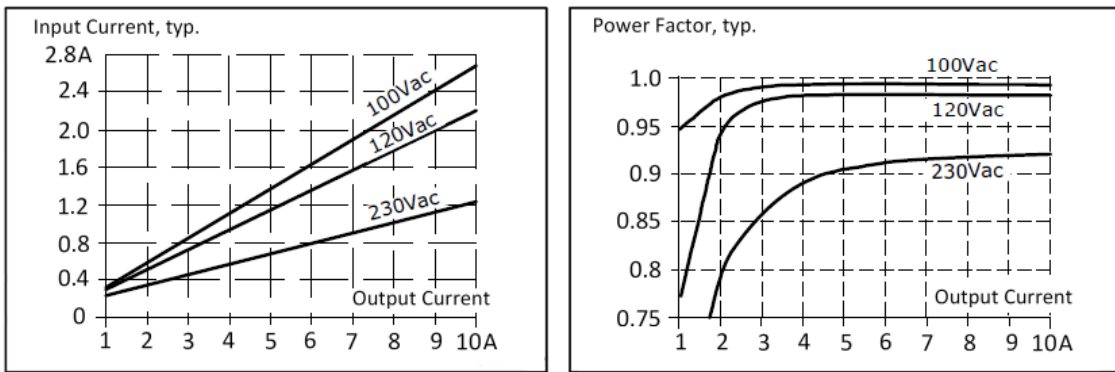 Input Current, typ.
2.8A
2.4
2.0
1.6
1.2
0.8
0.4
0
100Vac
120Vac
230Vac
Output Current
1 2 3 4 5 6 7 8 9 10A
Power Factor, typ.
1.0
0.95
0.9
0.85
0.8
0.75
100Vac
120Vac
230Vac
Output Current
1 2 3 4 5 6 7 8 9 10A